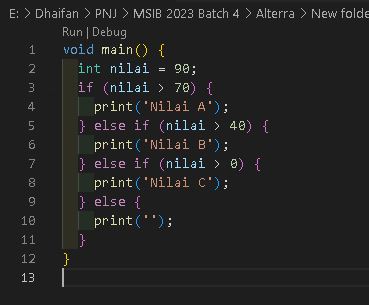 E: > Dhaifan > PNJ > MSIB 2023 Batch 4 > Alterra > New folde
Run | Debug
1 void main() {
2   int nilai = 90;
3   if (nilai > 70) {
4     print('Nilai A');
5   } else if (nilai > 40) {
6     print('Nilai B');
7   } else if (nilai > 0) {
8     print('Nilai C');
9   } else {
10     print('');
11   }
12 }
13